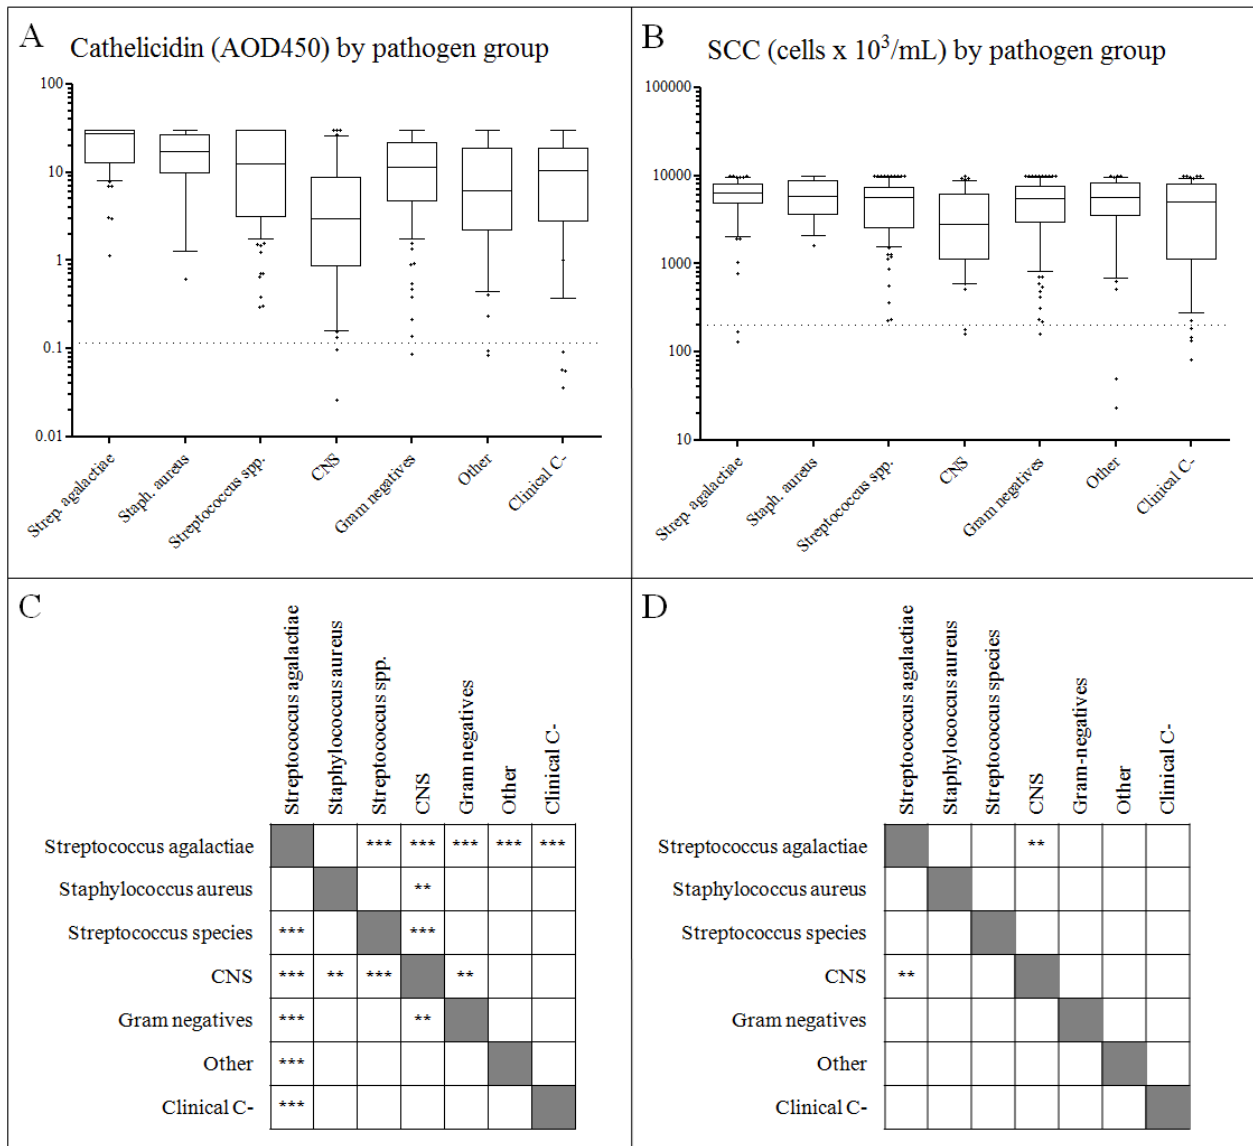 A
Cathelicidin (AOD450) by pathogen group
100
10
1
0.1
0.01
Strep. agalactiae
Staph. aureus
Streptococcus spp.
CNS
Gram negatives
Other
Clinical C-
B
SCC (cells x 10³/mL) by pathogen group
100000
10000
1000
100
10
Strep. agalactiae
Staph. aureus
Streptococcus spp.
CNS
Gram negatives
Other
Clinical C-
C
Streptococcus agalactiae
Staphylococcus aureus
Streptococcus spp.
CNS
Gram negatives
Other
Clinical C-
Streptococcus agalactiae *** *** *** *** ***
Staphylococcus aureus **
Streptococcus species *** ***
CNS *** ** *** **
Gram negatives *** **
Other ***
Clinical C- ***
D
Streptococcus agalactiae
Staphylococcus aureus
Streptococcus species
CNS
Gram-negatives
Other
Clinical C-
Streptococcus agalactiae **
Staphylococcus aureus
Streptococcus species
CNS **
Gram negatives
Other
Clinical C-